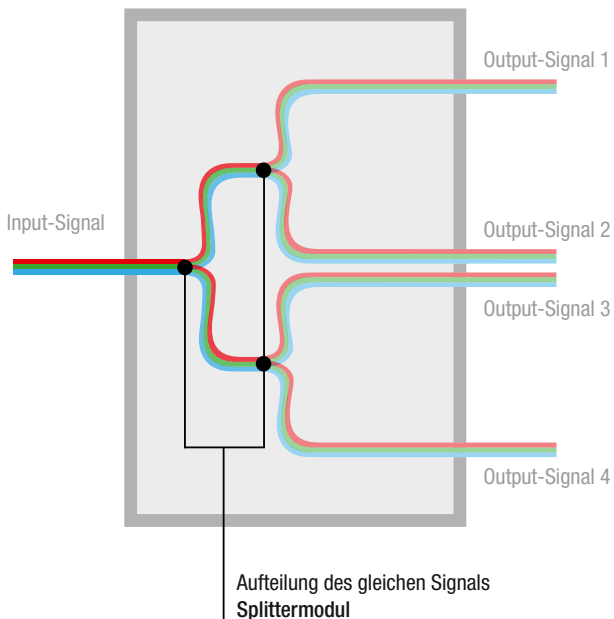 Output-Signal 1
Input-Signal
Output-Signal 2
Output-Signal 3
Output-Signal 4
Aufteilung des gleichen Signals
Splittermodul